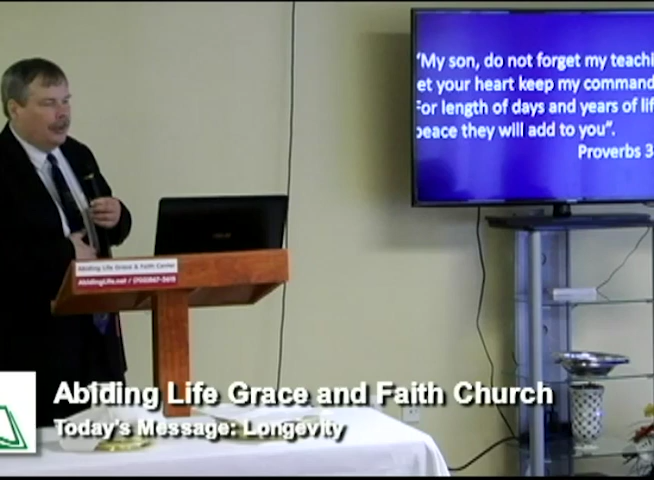 "My son, do not forget my teachi
et your heart keep my command
For length of days and years of lif
peace they will add to you".
Proverbs 3
Abiding Life Grace & Faith Center
AbidingLife.net /
Abiding Life Grace and Faith Church
Today's Message: Longevity